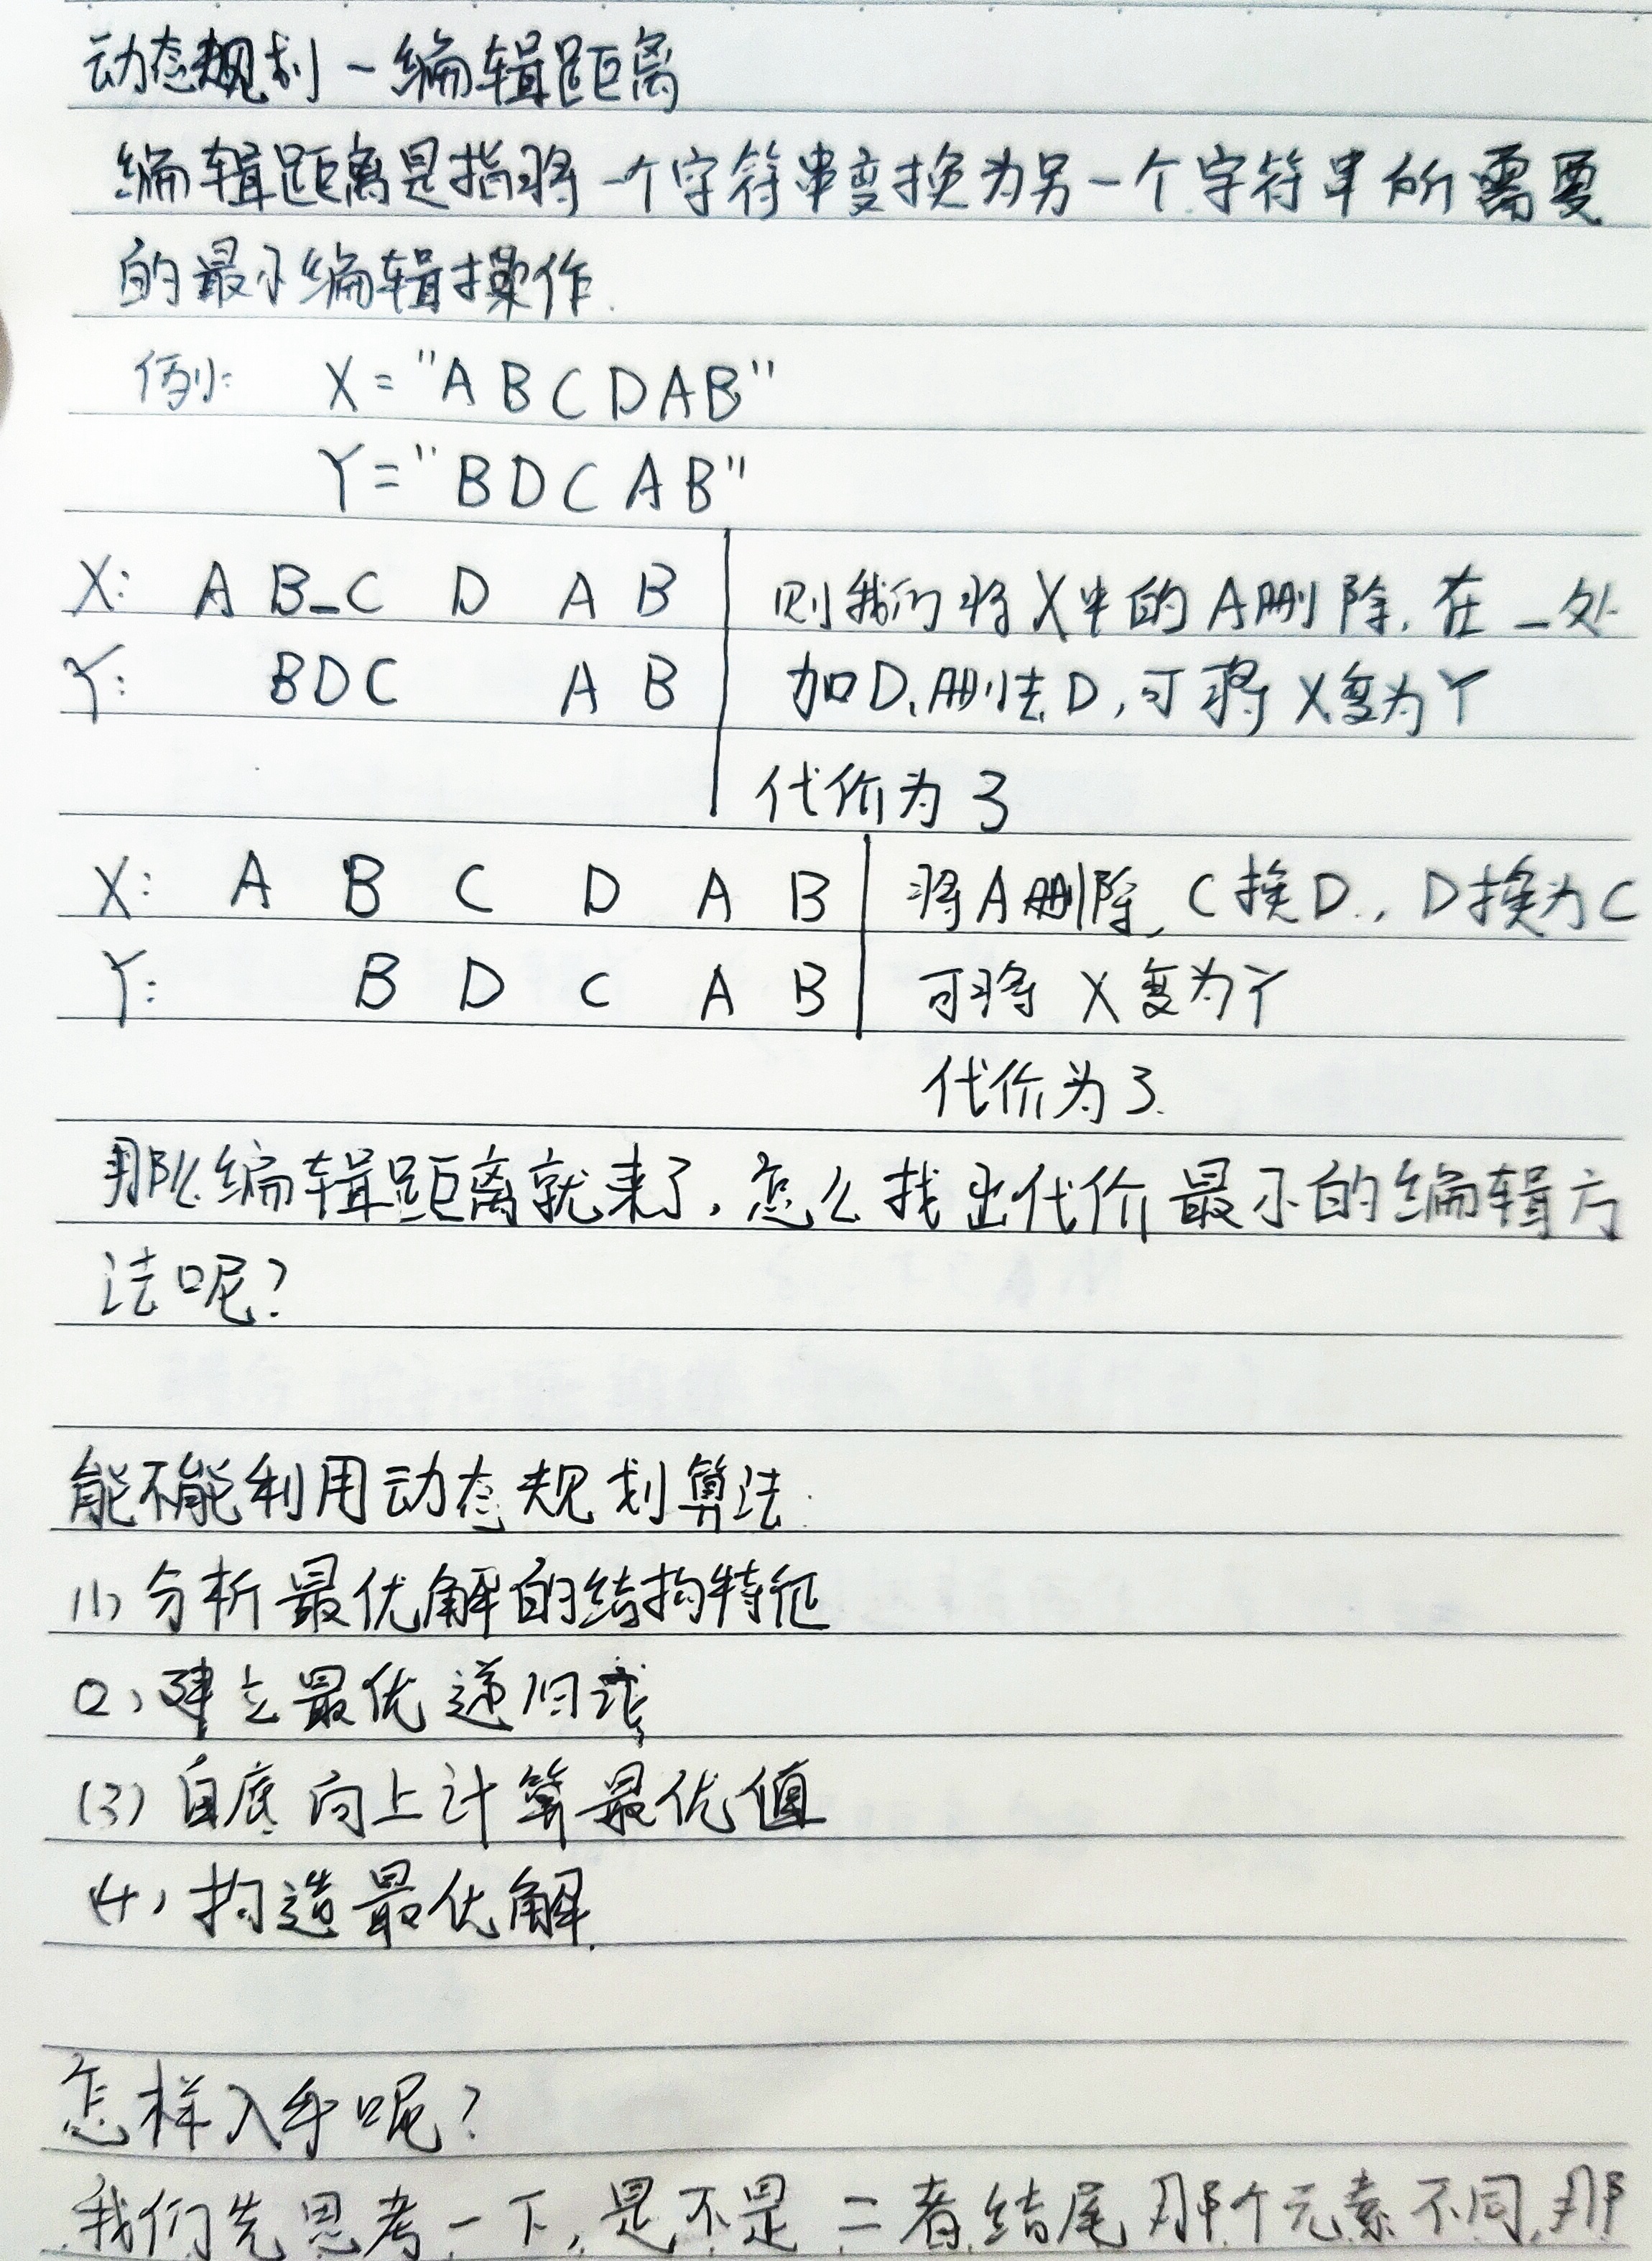 动态规划-编辑距离
编辑距离是指将一个字符串变换为另一个字符串所需要
的最小编辑操作.
例: X="ABCDAB"
Y="BDCAB"
X: A B_C D A B 则我们将X中的A删除,在_处
Y: BDC A B 加D、删去D,可将X变为Y
代价为3
X: A B C D A B 将A删除,C换D.,D换为C
Y: B D C A B 可将X变为Y
代价为3.
那么编辑距离就来了,怎么找出代价最小的编辑方
法呢?
能不能利用动态规划算法.
(1)分析最优解的结构特征
(2)建立最优递归式
(3)自底向上计算最优值
(4)构造最优解.
怎样入手呢?
我们先思考一下,是不是二者结尾那个元素不同,那